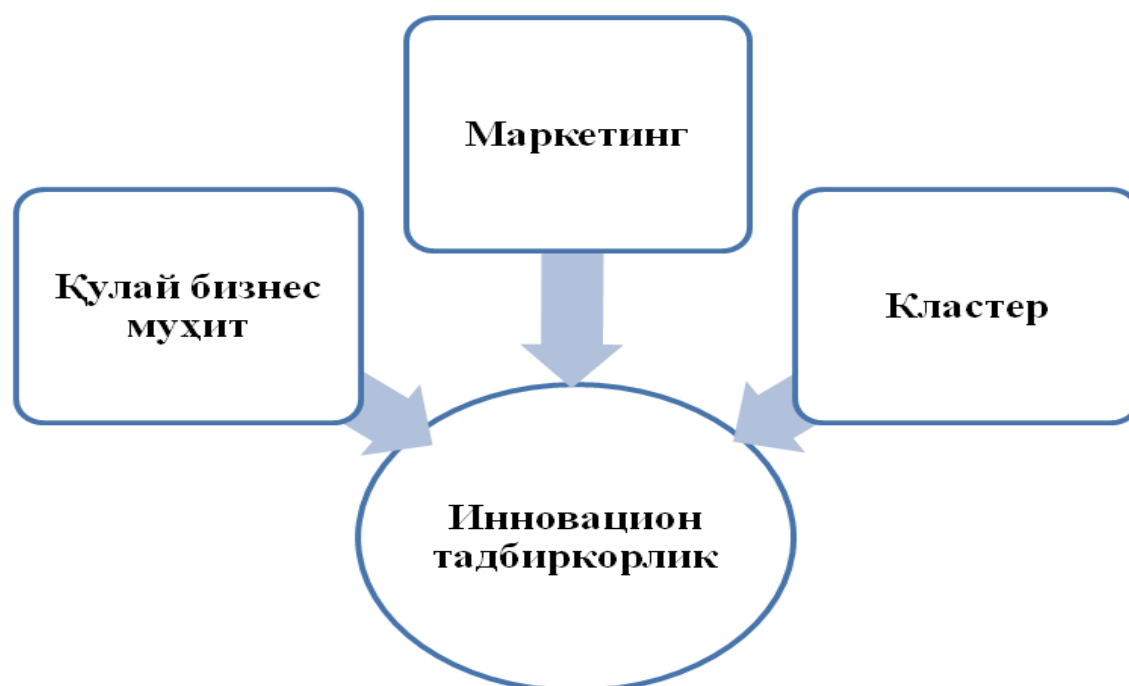 Маркетинг
Қулай бизнес
муҳит
Кластер
Инновацион
тадбиркорлик